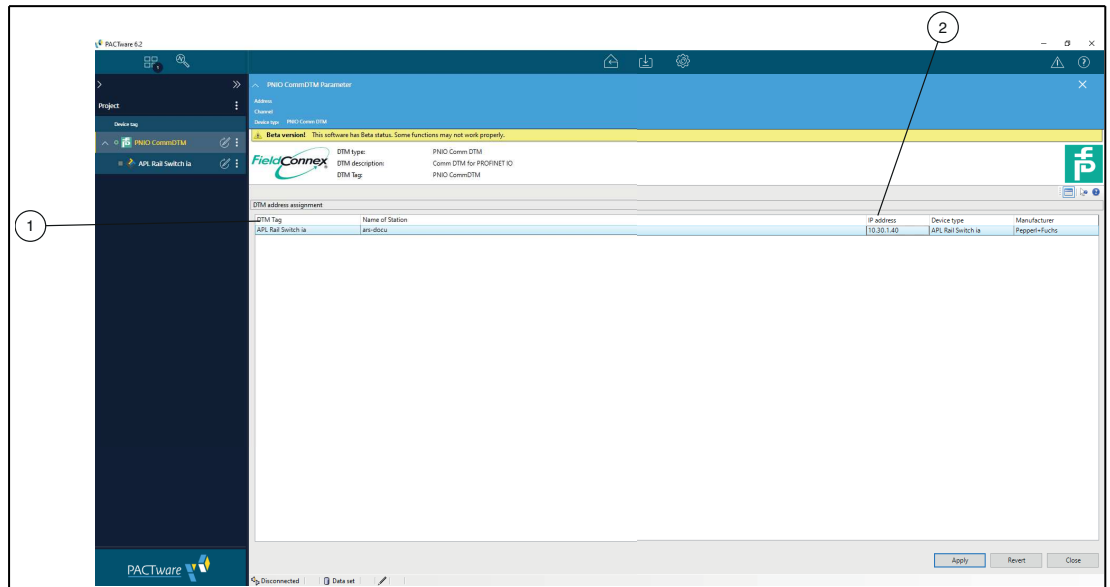 2
PACTware 6.2
PNIO CommDTM Parameter
Project
Address
Channel
Device tag
Device type PNIO Comm DTM
Beta version! This software has Beta status. Some functions may not work properly.
PNIO CommDTM
FieldConnex
DTM type: PNIO Comm DTM
APL Rail Switch ia
DTM description: Comm DTM for PROFINET IO
DTM Tag: PNIO CommDTM
DTM address assignment
1
DTM Tag Name of Station IP address Device type Manufacturer
APL Rail Switch ia ars-docu 10.30.1.40 APL Rail Switch ia Pepperl+Fuchs
Apply Revert Close
PACTware
Disconnected Data set